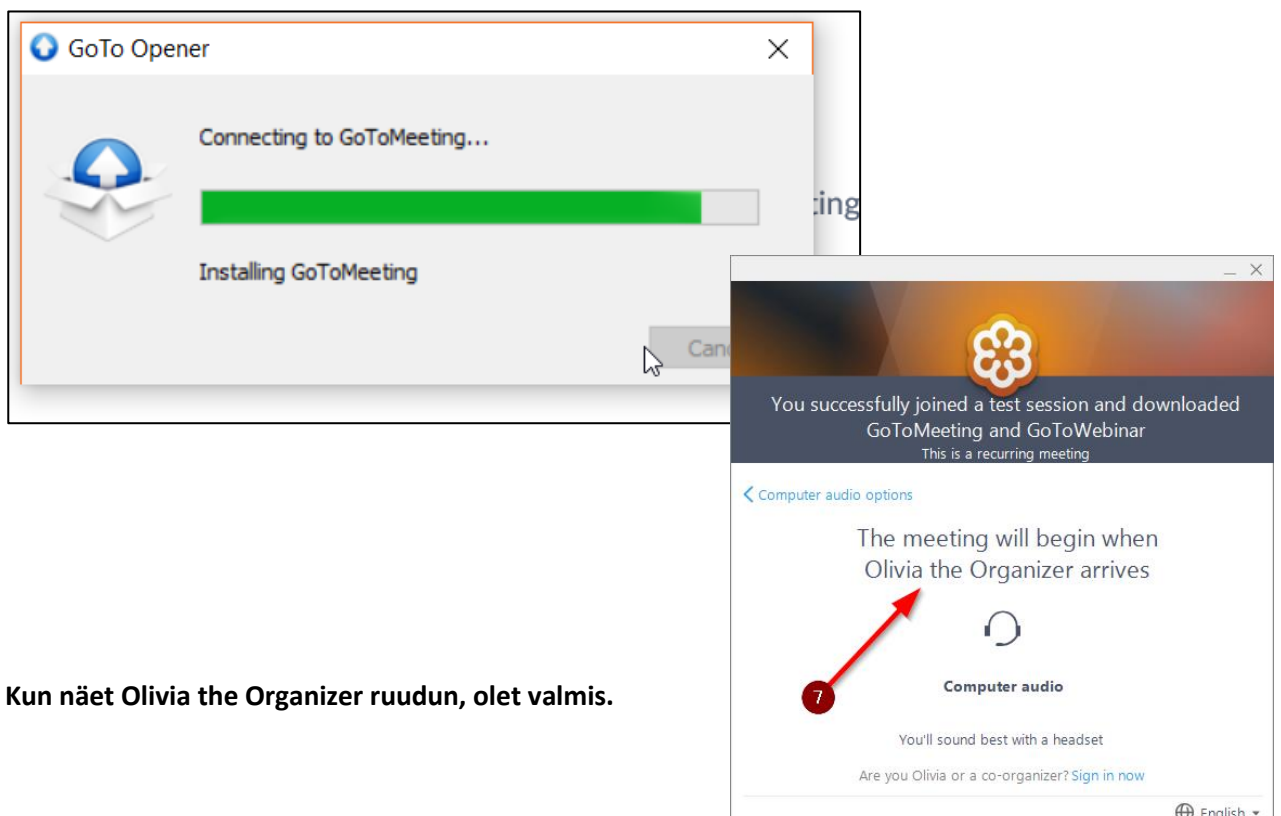 GoTo Opener
Connecting to GoToMeeting...
Installing GoToMeeting
You successfully joined a test session and downloaded
GoToMeeting and GoToWebinar
This is a recurring meeting
Computer audio options
The meeting will begin when
Olivia the Organizer arrives
7
Computer audio
Kun näet Olivia the Organizer ruudun, olet valmis.
You'll sound best with a headset
Are you Olivia or a co-organizer? Sign in now
English